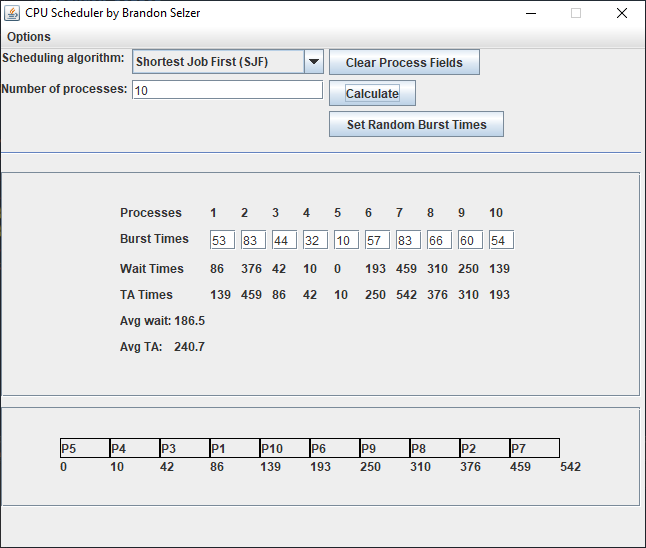 CPU Scheduler by Brandon Selzer
Options
Scheduling algorithm: Shortest Job First (SJF) Clear Process Fields
Number of processes: 10 Calculate
Set Random Burst Times
Processes 1 2 3 4 5 6 7 8 9 10
Burst Times 53 83 44 32 10 57 83 66 60 54
Wait Times 86 376 42 10 0 193 459 310 250 139
TA Times 139 459 86 42 10 250 542 376 310 193
Avg wait: 186.5
Avg TA: 240.7
P5 P4 P3 P1 P10 P6 P9 P8 P2 P7
0 10 42 86 139 193 250 310 376 459 542